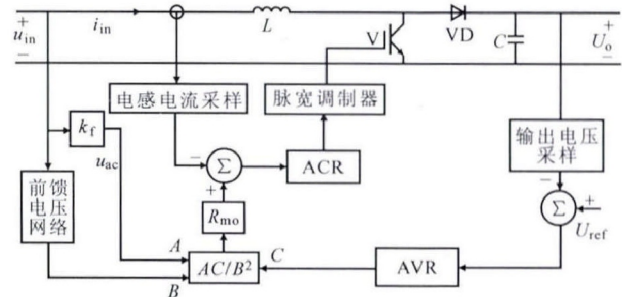 +
u_in
−
i_in
L
V
VD
C
+
U_o
−
电感电流采样
脉宽调制器
输出电压
采样
k_f
u_ac
−
Σ
+
ACR
前馈
电压
网络
R_mo
−
Σ
+
U_ref
A
AC/B²
C
AVR
B